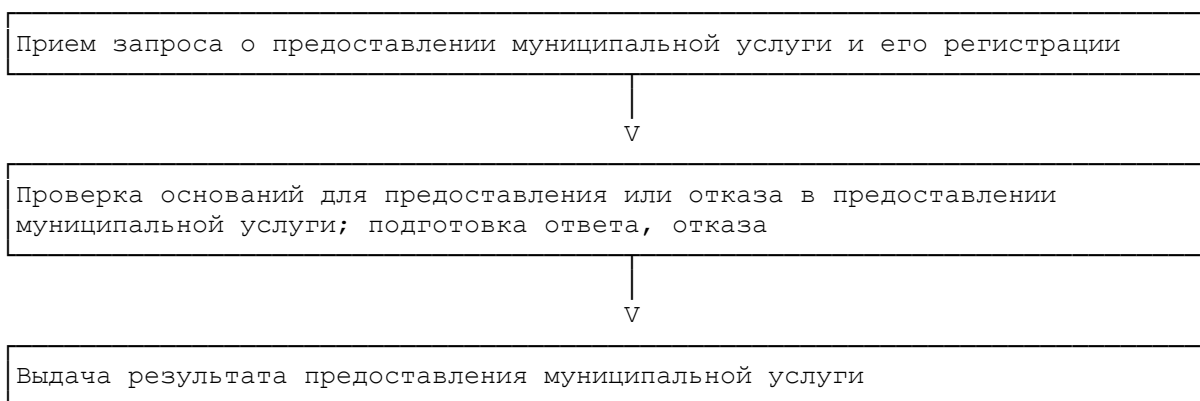 Прием запроса о предоставлении муниципальной услуги и его регистрации
V
Проверка оснований для предоставления или отказа в предоставлении
муниципальной услуги; подготовка ответа, отказа
V
Выдача результата предоставления муниципальной услуги